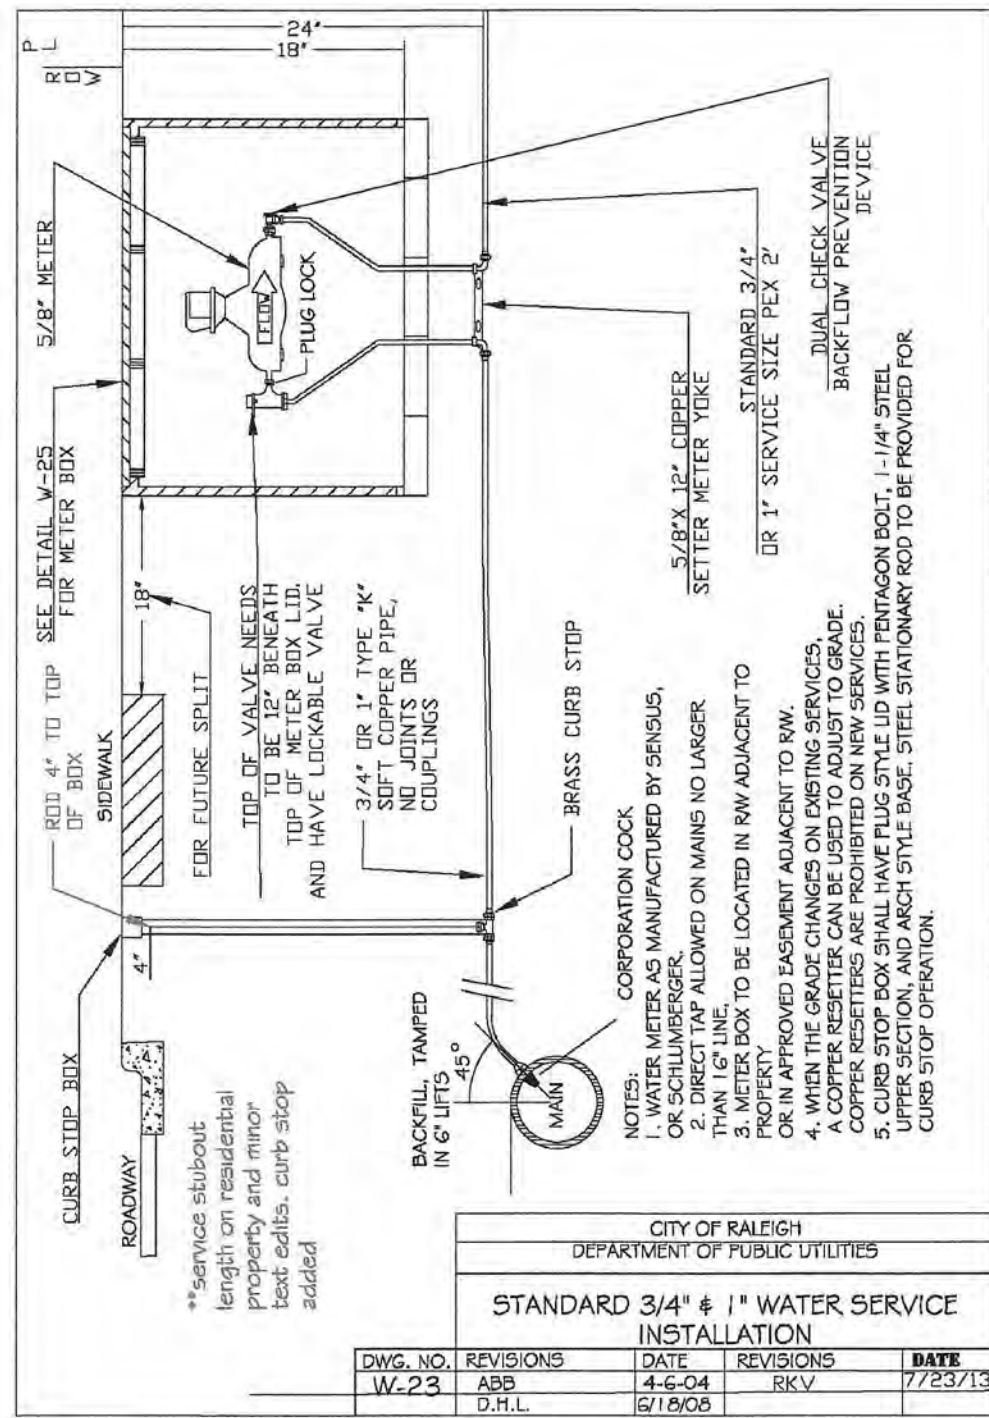 CURB STOP BOX
ROD 4" TO TOP
OF BOX
SEE DETAIL W-25
FOR METER BOX
5/8" METER
R
O
W
P
L
24"
18"
ROADWAY
4"
SIDEWALK
18"
FOR FUTURE SPLIT
FLOW
PLUG LOCK
TOP OF VALVE NEEDS
TO BE 12" BENEATH
TOP OF METER BOX LID.
AND HAVE LOCKABLE VALVE
3/4" OR 1" TYPE "K"
SOFT COPPER PIPE,
NO JOINTS OR
COUPLINGS
**service stubout
length on residential
property and minor
text edits. curb stop
added
BACKFILL, TAMPED
IN 6" LIFTS
45°
MAIN
CORPORATION COCK
BRASS CURB STOP
5/8"X 12" COPPER
SETTER METER YOKE
STANDARD 3/4"
OR 1" SERVICE SIZE PEX 2'
DUAL CHECK VALVE
BACKFLOW PREVENTION
DEVICE
NOTES:
1. WATER METER AS MANUFACTURED BY SENSUS,
OR SCHLUMBERGER.
2. DIRECT TAP ALLOWED ON MAINS NO LARGER
THAN 16" LINE.
3. METER BOX TO BE LOCATED IN R/W ADJACENT TO
PROPERTY
OR IN APPROVED EASEMENT ADJACENT TO R/W.
4. WHEN THE GRADE CHANGES ON EXISTING SERVICES,
A COPPER RESETTER CAN BE USED TO ADJUST TO GRADE.
COPPER RESETTERS ARE PROHIBITED ON NEW SERVICES.
5. CURB STOP BOX SHALL HAVE PLUG STYLE LID WITH PENTAGON BOLT, 1-1/4" STEEL
UPPER SECTION, AND ARCH STYLE BASE. STEEL STATIONARY ROD TO BE PROVIDED FOR
CURB STOP OPERATION.
CITY OF RALEIGH
DEPARTMENT OF PUBLIC UTILITIES
STANDARD 3/4" & 1" WATER SERVICE
INSTALLATION
DWG. NO. REVISIONS DATE REVISIONS DATE
W-23 ABB 4-6-04 RKV 7/23/13
D.H.L. 6/18/08